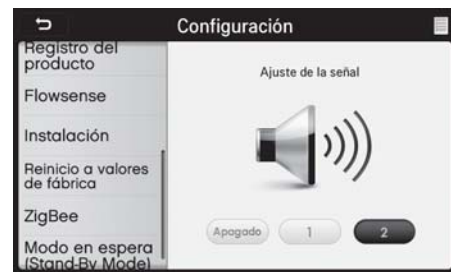 Configuración
Registro del
producto
Flowsense
Instalación
Reinicio a valores
de fábrica
ZigBee
Modo en espera
(Stand-By Mode)
Ajuste de la señal
Apagado
1
2